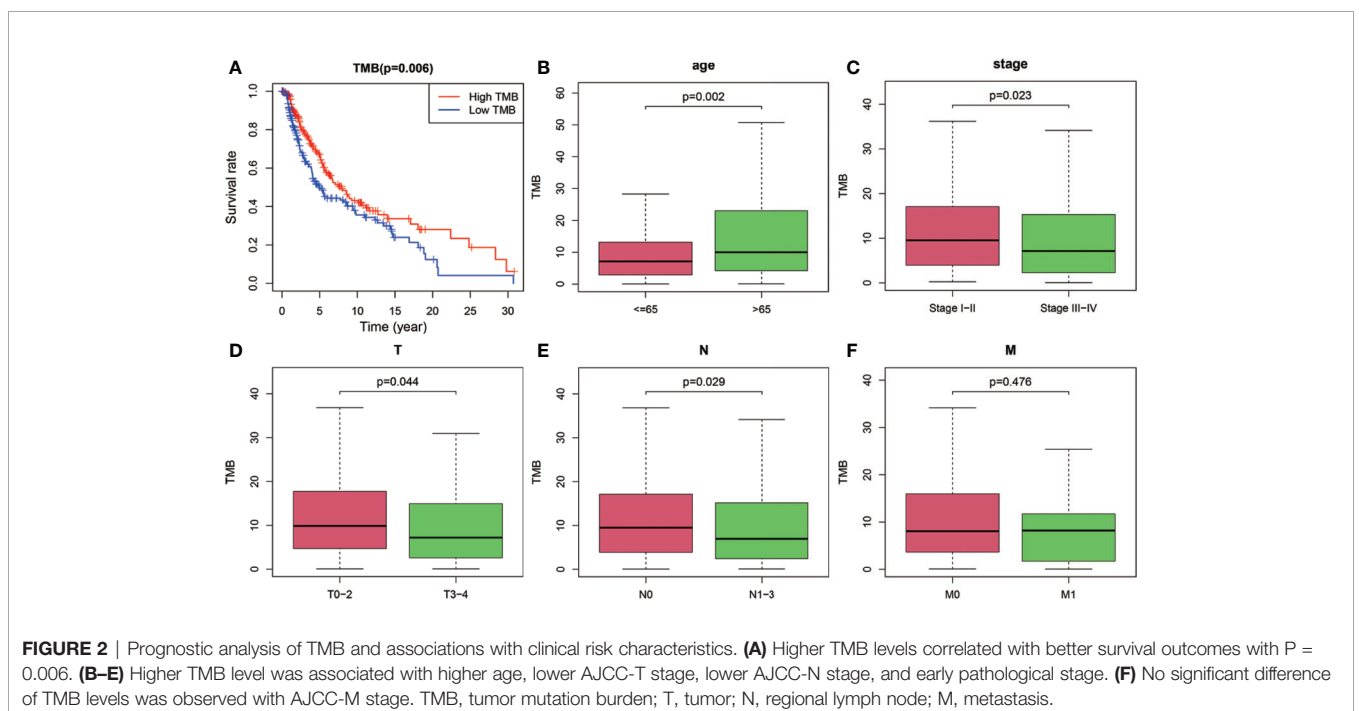 A
TMB(p=0.006)
High TMB
Low TMB
Survival rate
1.0
0.8
0.6
0.4
0.2
0.0
0 5 10 15 20 25 30
Time (year)
B
age
p=0.002
TMB
60
50
40
30
20
10
0
<=65 >65
C
stage
p=0.023
TMB
40
30
20
10
0
Stage I-II Stage III-IV
D
T
p=0.044
TMB
40
30
20
10
0
T0-2 T3-4
E
N
p=0.029
TMB
40
30
20
10
0
N0 N1-3
F
M
p=0.476
TMB
40
30
20
10
0
M0 M1
FIGURE 2 | Prognostic analysis of TMB and associations with clinical risk characteristics. (A) Higher TMB levels correlated with better survival outcomes with P =
0.006. (B–E) Higher TMB level was associated with higher age, lower AJCC-T stage, lower AJCC-N stage, and early pathological stage. (F) No significant difference
of TMB levels was observed with AJCC-M stage. TMB, tumor mutation burden; T, tumor; N, regional lymph node; M, metastasis.